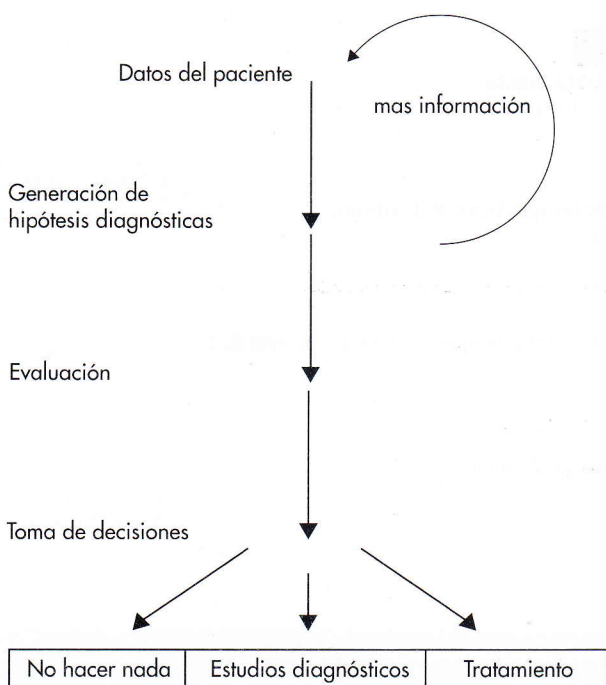 Datos del paciente
mas información
Generación de
hipótesis diagnósticas
Evaluación
Toma de decisiones
No hacer nada
Estudios diagnósticos
Tratamiento